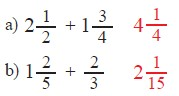 a) 2 1/2 + 1 3/4 4 1/4
b) 1 2/5 + 2/3 2 1/15